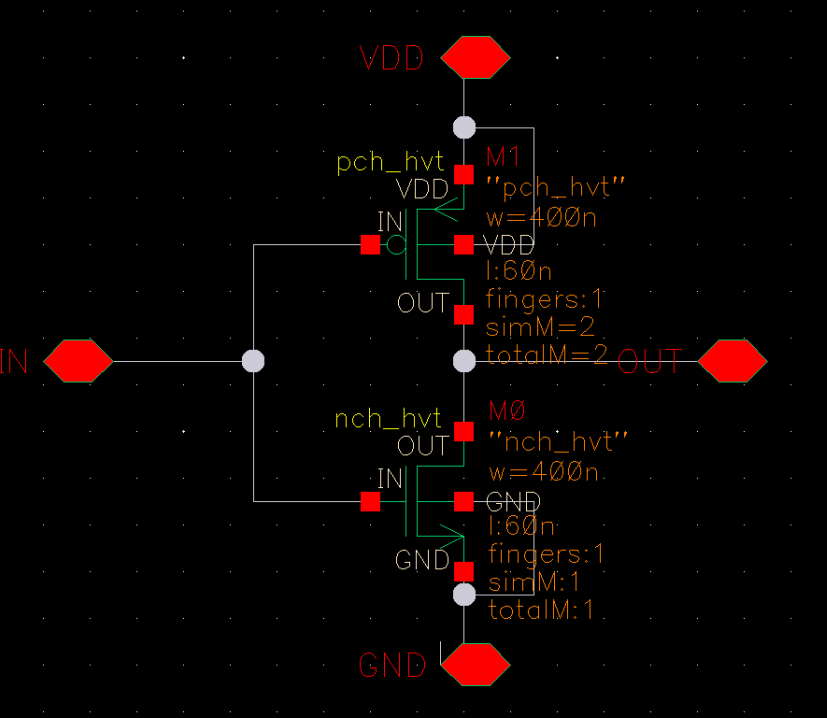 VDD
pch_hvt
M1
VDD
"pch_hvt"
w=400n
IN
VDD
l:60n
OUT
fingers:1
simM=2
totalM=2
IN
OUT
nch_hvt
M0
OUT
"nch_hvt"
w=400n
IN
GND
l:60n
GND
fingers:1
simM:1
totalM:1
GND